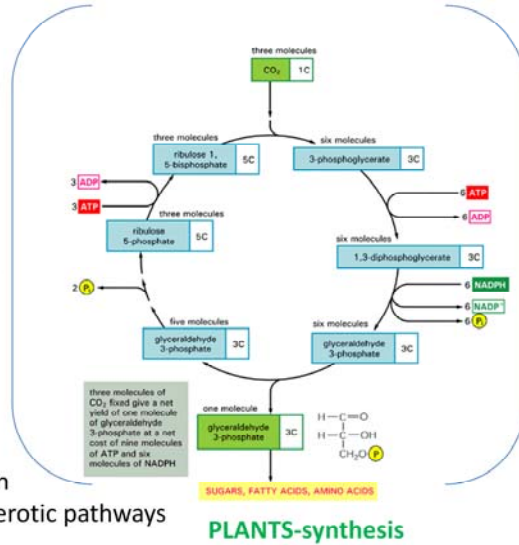 three molecules
CO₂ 1C
three molecules
ribulose 1,
5-bisphosphate 5C
six molecules
3-phosphoglycerate 3C
3 ADP
3 ATP
6 ATP
6 ADP
three molecules
ribulose
5-phosphate 5C
six molecules
1,3-diphosphoglycerate 3C
2 Pi
6 NADPH
6 NADP⁺
6 Pi
five molecules
glyceraldehyde
3-phosphate 3C
six molecules
glyceraldehyde
3-phosphate 3C
three molecules of
CO₂ fixed give a net
yield of one molecule
of glyceraldehyde
3-phosphate at a net
cost of nine molecules
of ATP and six
molecules of NADPH
one molecule
glyceraldehyde
3-phosphate 3C
H—C=O
H—C—OH
CH₂O P
SUGARS, FATTY ACIDS, AMINO ACIDS
erotic pathways
PLANTS-synthesis